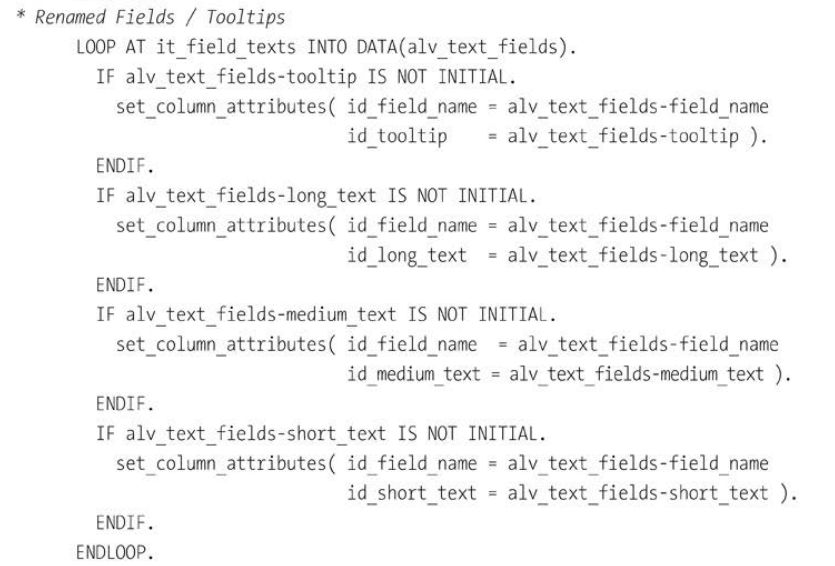 * Renamed Fields / Tooltips
LOOP AT it_field_texts INTO DATA(alv_text_fields).
IF alv_text_fields-tooltip IS NOT INITIAL.
set_column_attributes( id_field_name = alv_text_fields-field_name
id_tooltip    = alv_text_fields-tooltip ).
ENDIF.
IF alv_text_fields-long_text IS NOT INITIAL.
set_column_attributes( id_field_name = alv_text_fields-field_name
id_long_text  = alv_text_fields-long_text ).
ENDIF.
IF alv_text_fields-medium_text IS NOT INITIAL.
set_column_attributes( id_field_name  = alv_text_fields-field_name
id_medium_text = alv_text_fields-medium_text ).
ENDIF.
IF alv_text_fields-short_text IS NOT INITIAL.
set_column_attributes( id_field_name = alv_text_fields-field_name
id_short_text = alv_text_fields-short_text ).
ENDIF.
ENDLOOP.